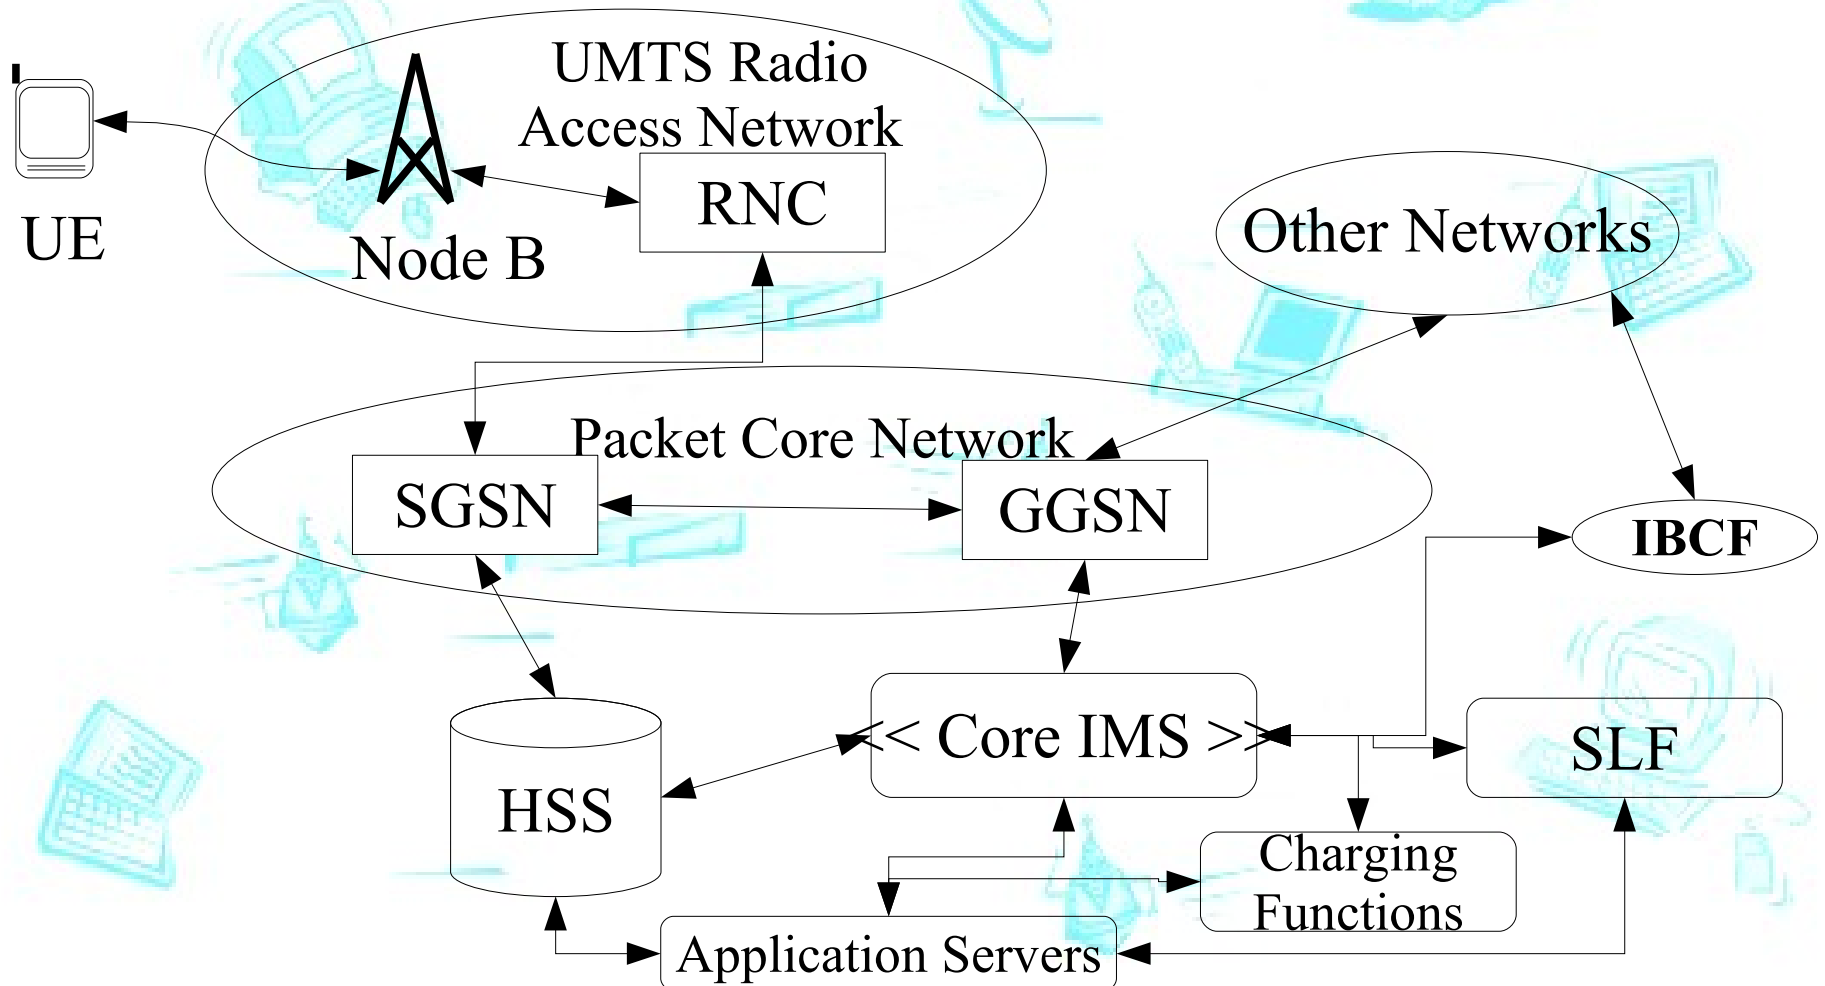 UMTS Radio
Access Network
RNC
UE
Node B
Other Networks
Packet Core Network
SGSN
GGSN
IBCF
<< Core IMS >>
SLF
HSS
Charging
Functions
Application Servers